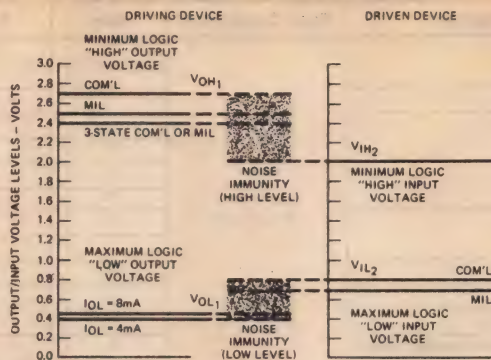 DRIVING DEVICE
DRIVEN DEVICE
MINIMUM LOGIC
"HIGH" OUTPUT
VOLTAGE
OUTPUT/INPUT VOLTAGE LEVELS – VOLTS
3.0
2.8
2.6
2.4
2.2
2.0
1.8
1.6
1.4
1.2
1.0
0.8
0.6
0.4
0.2
0.0
COM'L
VOH1
MIL
3-STATE COM'L OR MIL
NOISE
IMMUNITY
(HIGH LEVEL)
VIH2
MINIMUM LOGIC
"HIGH" INPUT
VOLTAGE
MAXIMUM LOGIC
"LOW" OUTPUT
VOLTAGE
IOL = 8mA
VOL1
IOL = 4mA
NOISE
IMMUNITY
(LOW LEVEL)
VIL2
COM'L
MIL
MAXIMUM LOGIC
"LOW" INPUT
VOLTAGE